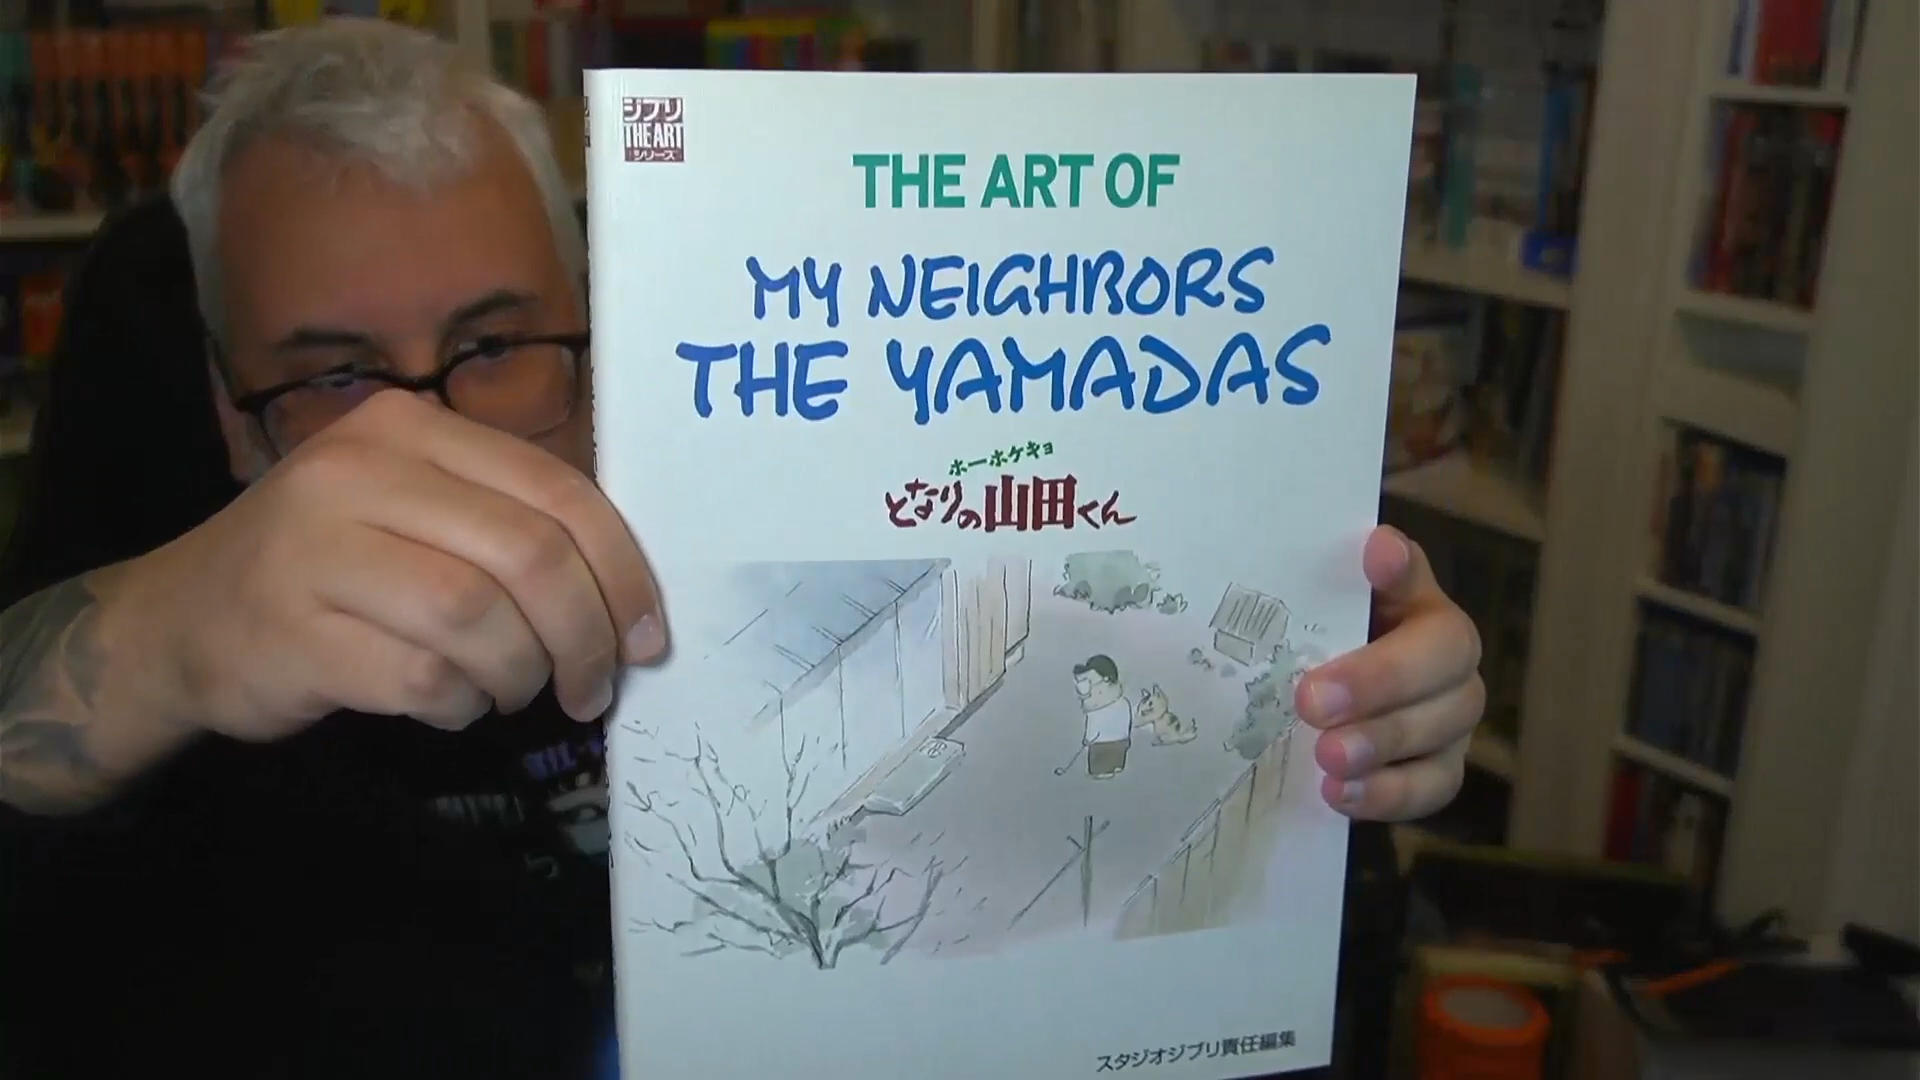 ジブリ
THE ART
シリーズ
THE ART OF
MY NEIGHBORS
THE YAMADAS
ホーホケキョ
となりの山田くん
スタジオジブリ責任編集